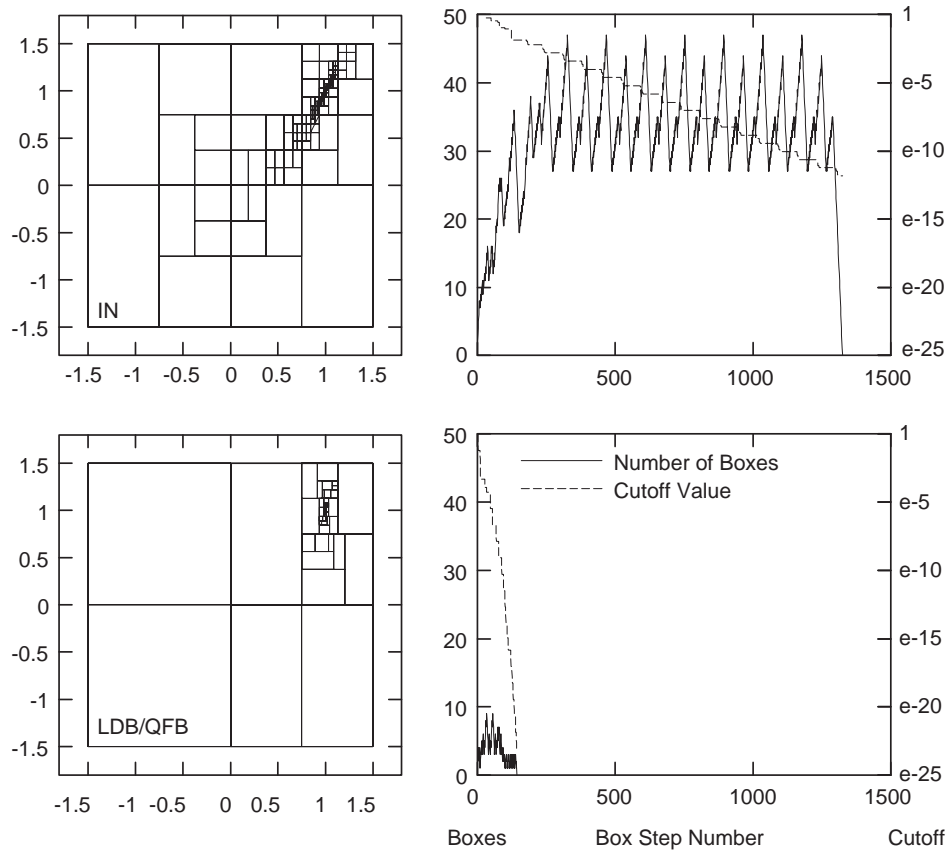 1.5
1
0.5
0
-0.5
-1
-1.5
IN
-1.5 -1 -0.5 0 0.5 1 1.5
50
40
30
20
10
0
1
e-5
e-10
e-15
e-20
e-25
0 500 1000 1500
1.5
1
0.5
0
-0.5
-1
-1.5
LDB/QFB
-1.5 -1 -0.5 0 0.5 1 1.5
50
40
30
20
10
0
Number of Boxes
Cutoff Value
1
e-5
e-10
e-15
e-20
e-25
0 500 1000 1500
Boxes Box Step Number Cutoff